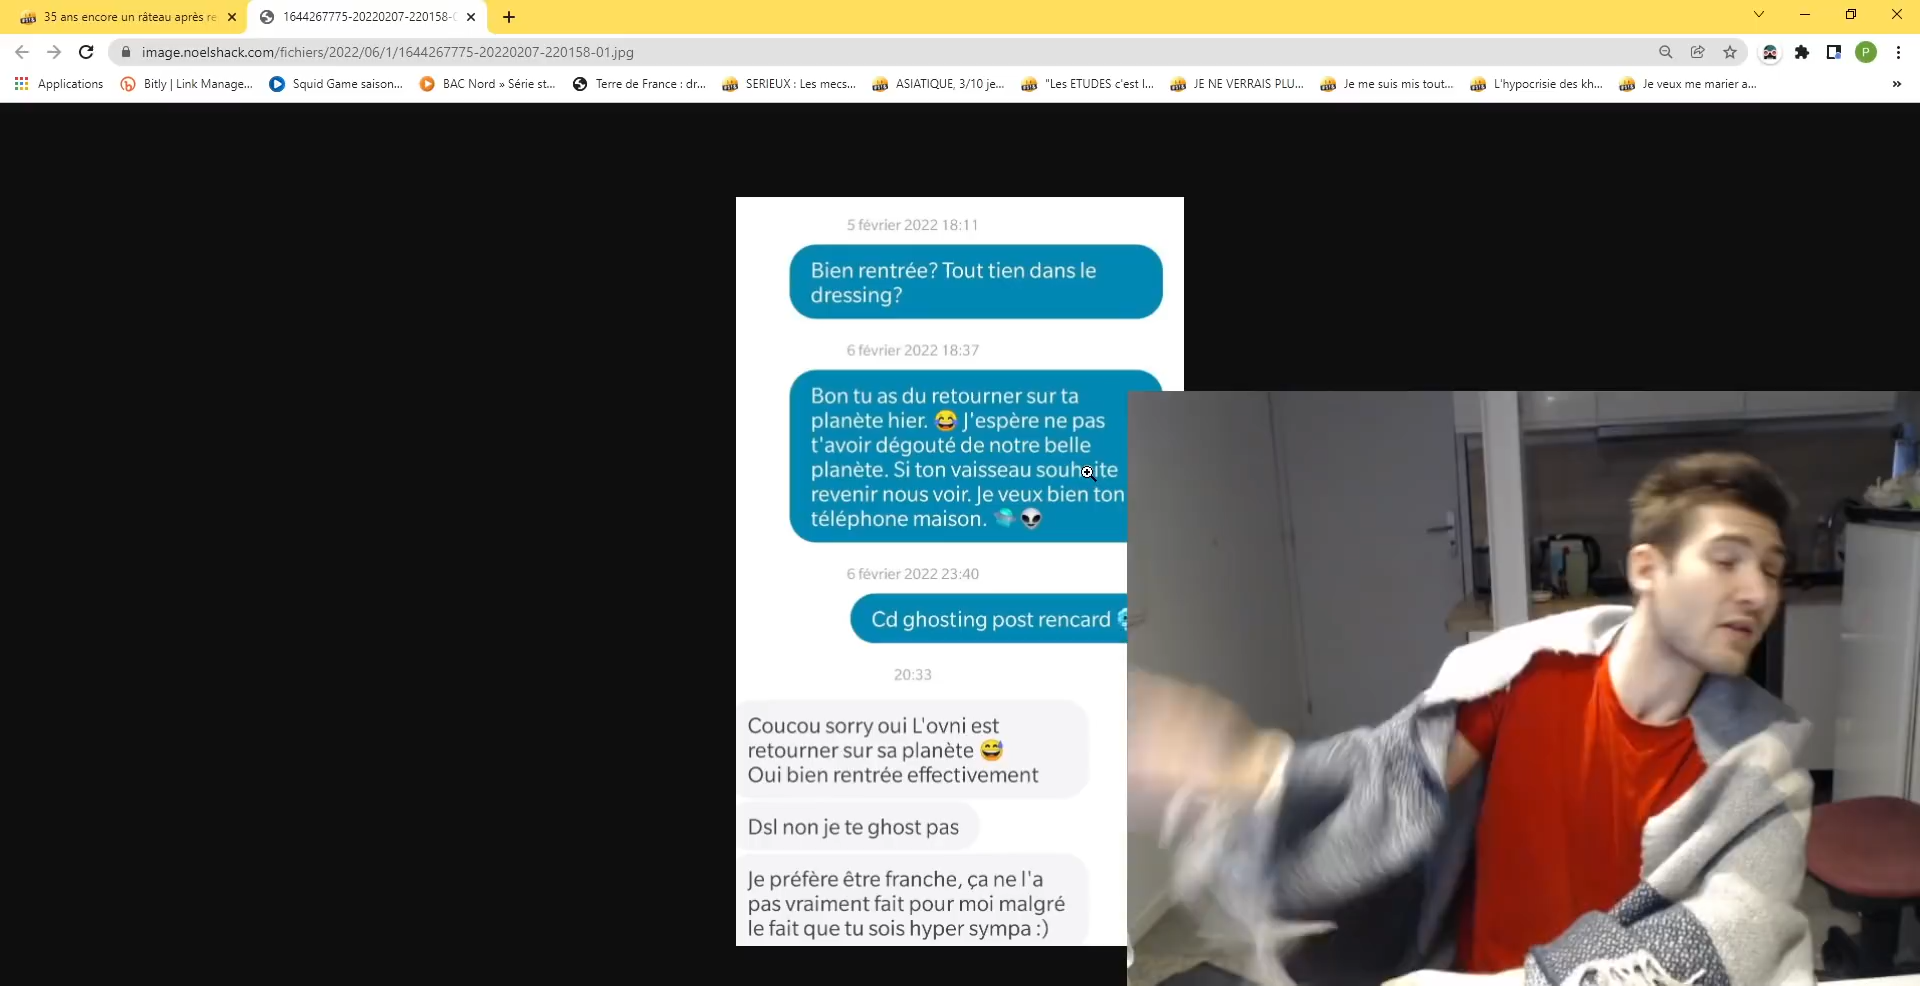 35 ans encore un râteau après re
1644267775-20220207-220158-
image.noelshack.com/fichiers/2022/06/1/1644267775-20220207-220158-01.jpg
P
Applications
Bitly | Link Manage...
Squid Game saison...
BAC Nord » Série st...
Terre de France : dr...
SERIEUX : Les mecs...
ASIATIQUE, 3/10 je...
"Les ETUDES c'est l...
JE NE VERRAIS PLU...
Je me suis mis tout...
L'hypocrisie des kh...
Je veux me marier a...
»
5 février 2022 18:11
Bien rentrée? Tout tien dans le
dressing?
6 février 2022 18:37
Bon tu as du retourner sur ta
planète hier. 😂 J'espère ne pas
t'avoir dégouté de notre belle
planète. Si ton vaisseau souhaite
revenir nous voir. Je veux bien ton
téléphone maison. 🛸 👽
6 février 2022 23:40
Cd ghosting post rencard
20:33
Coucou sorry oui L'ovni est
retourner sur sa planète 😅
Oui bien rentrée effectivement
Dsl non je te ghost pas
Je préfère être franche, ça ne l'a
pas vraiment fait pour moi malgré
le fait que tu sois hyper sympa :)